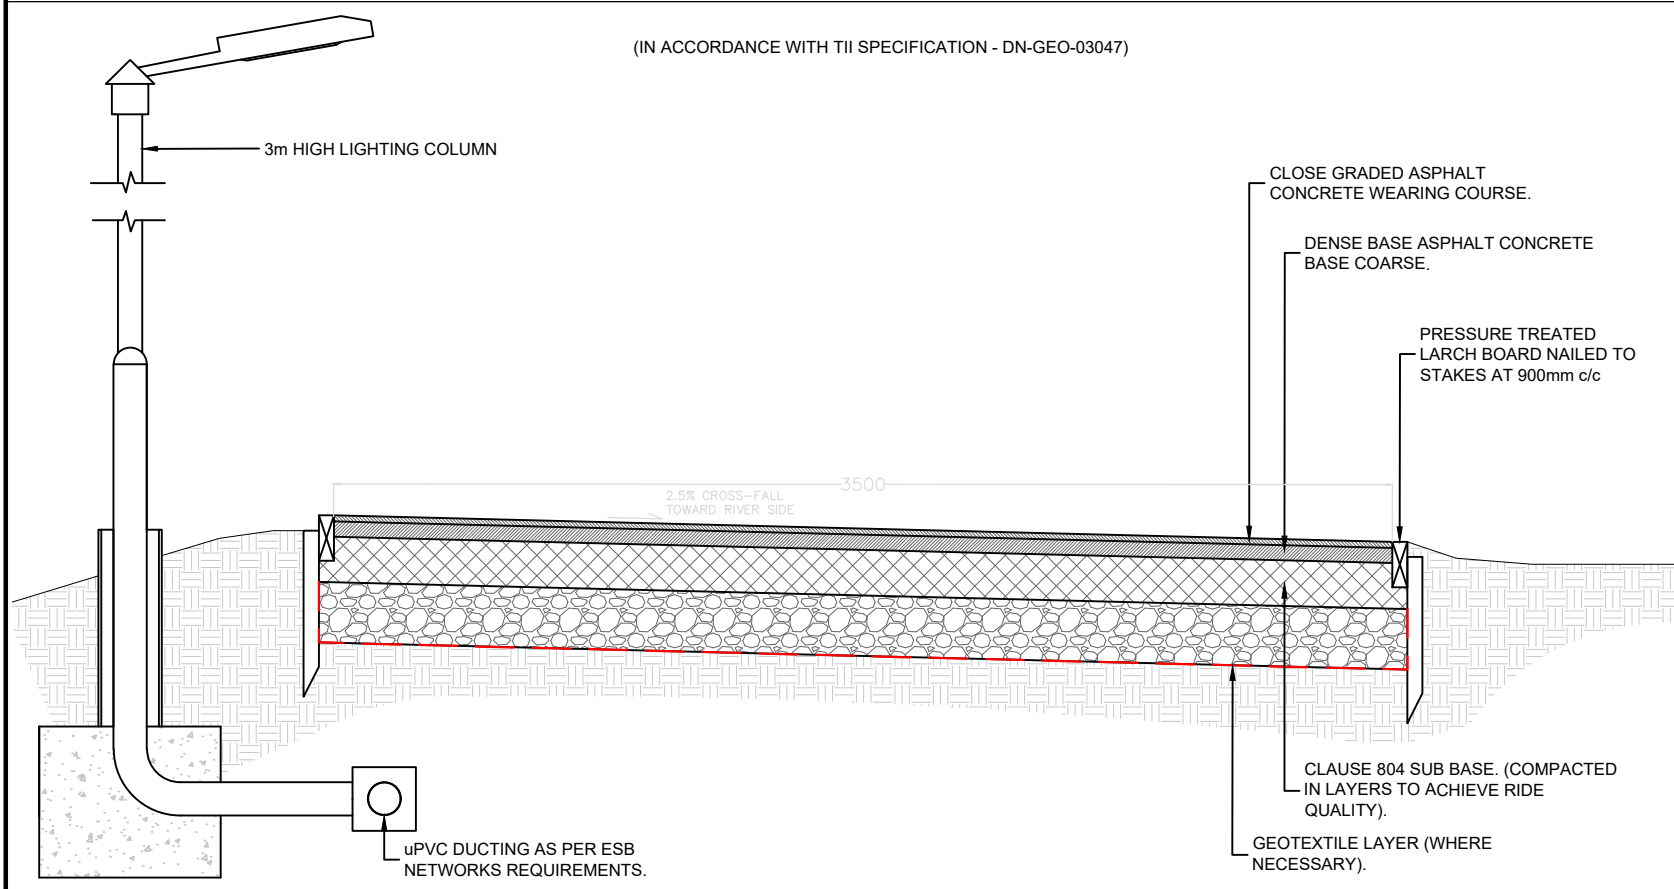 (IN ACCORDANCE WITH TII SPECIFICATION - DN-GEO-03047)
3m HIGH LIGHTING COLUMN
CLOSE GRADED ASPHALT
CONCRETE WEARING COURSE.
DENSE BASE ASPHALT CONCRETE
BASE COARSE.
PRESSURE TREATED
LARCH BOARD NAILED TO
STAKES AT 900mm c/c
3500
2.5% CROSS-FALL
TOWARD RIVER SIDE
CLAUSE 804 SUB BASE. (COMPACTED
IN LAYERS TO ACHIEVE RIDE
QUALITY).
GEOTEXTILE LAYER (WHERE
NECESSARY).
uPVC DUCTING AS PER ESB
NETWORKS REQUIREMENTS.